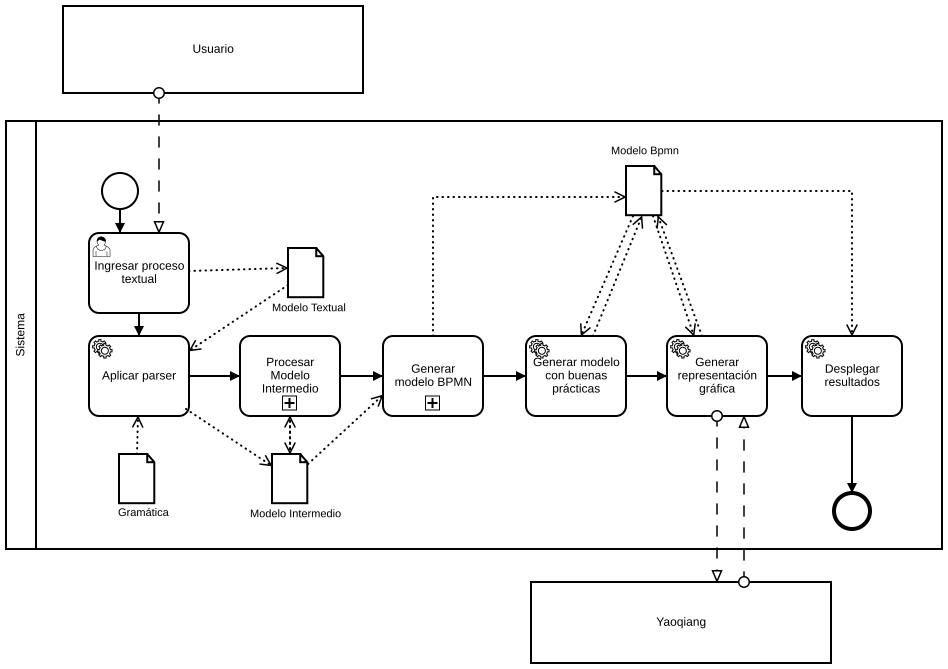 Usuario
Sistema
Modelo Bpmn
Ingresar proceso
textual
Modelo Textual
Aplicar parser
Procesar
Modelo
Intermedio
Generar
modelo BPMN
Generar modelo
con buenas
prácticas
Generar
representación
gráfica
Desplegar
resultados
Gramática
Modelo Intermedio
Yaoqiang